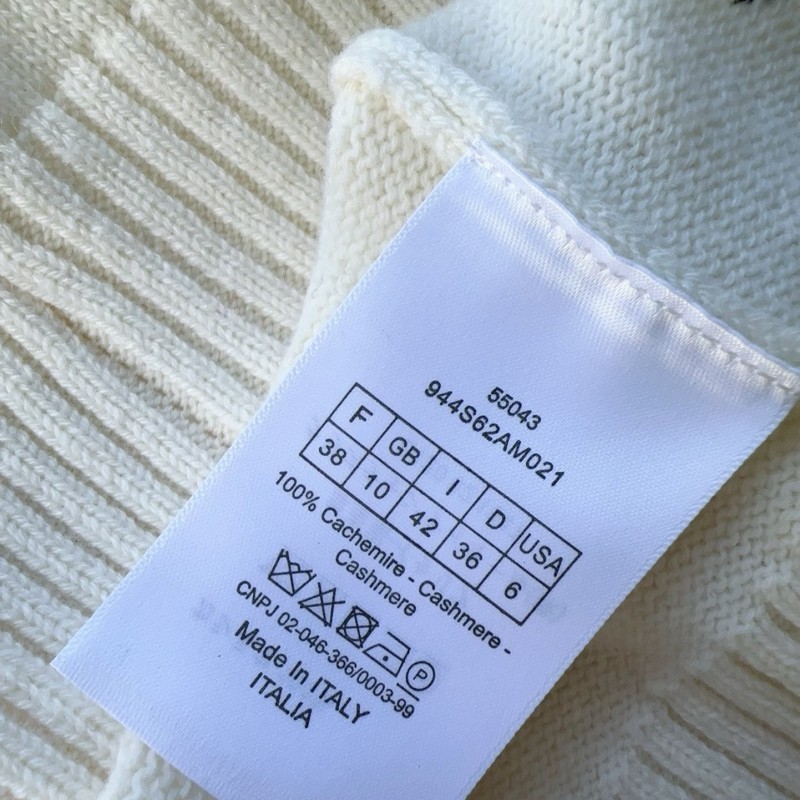 55043
944S62AM021
F GB I D USA
38 10 42 36 6
100% Cachemire - Cashmere -
Cashmere
P
CNPJ 02-046-366/0003-99
Made In ITALY
ITALIA